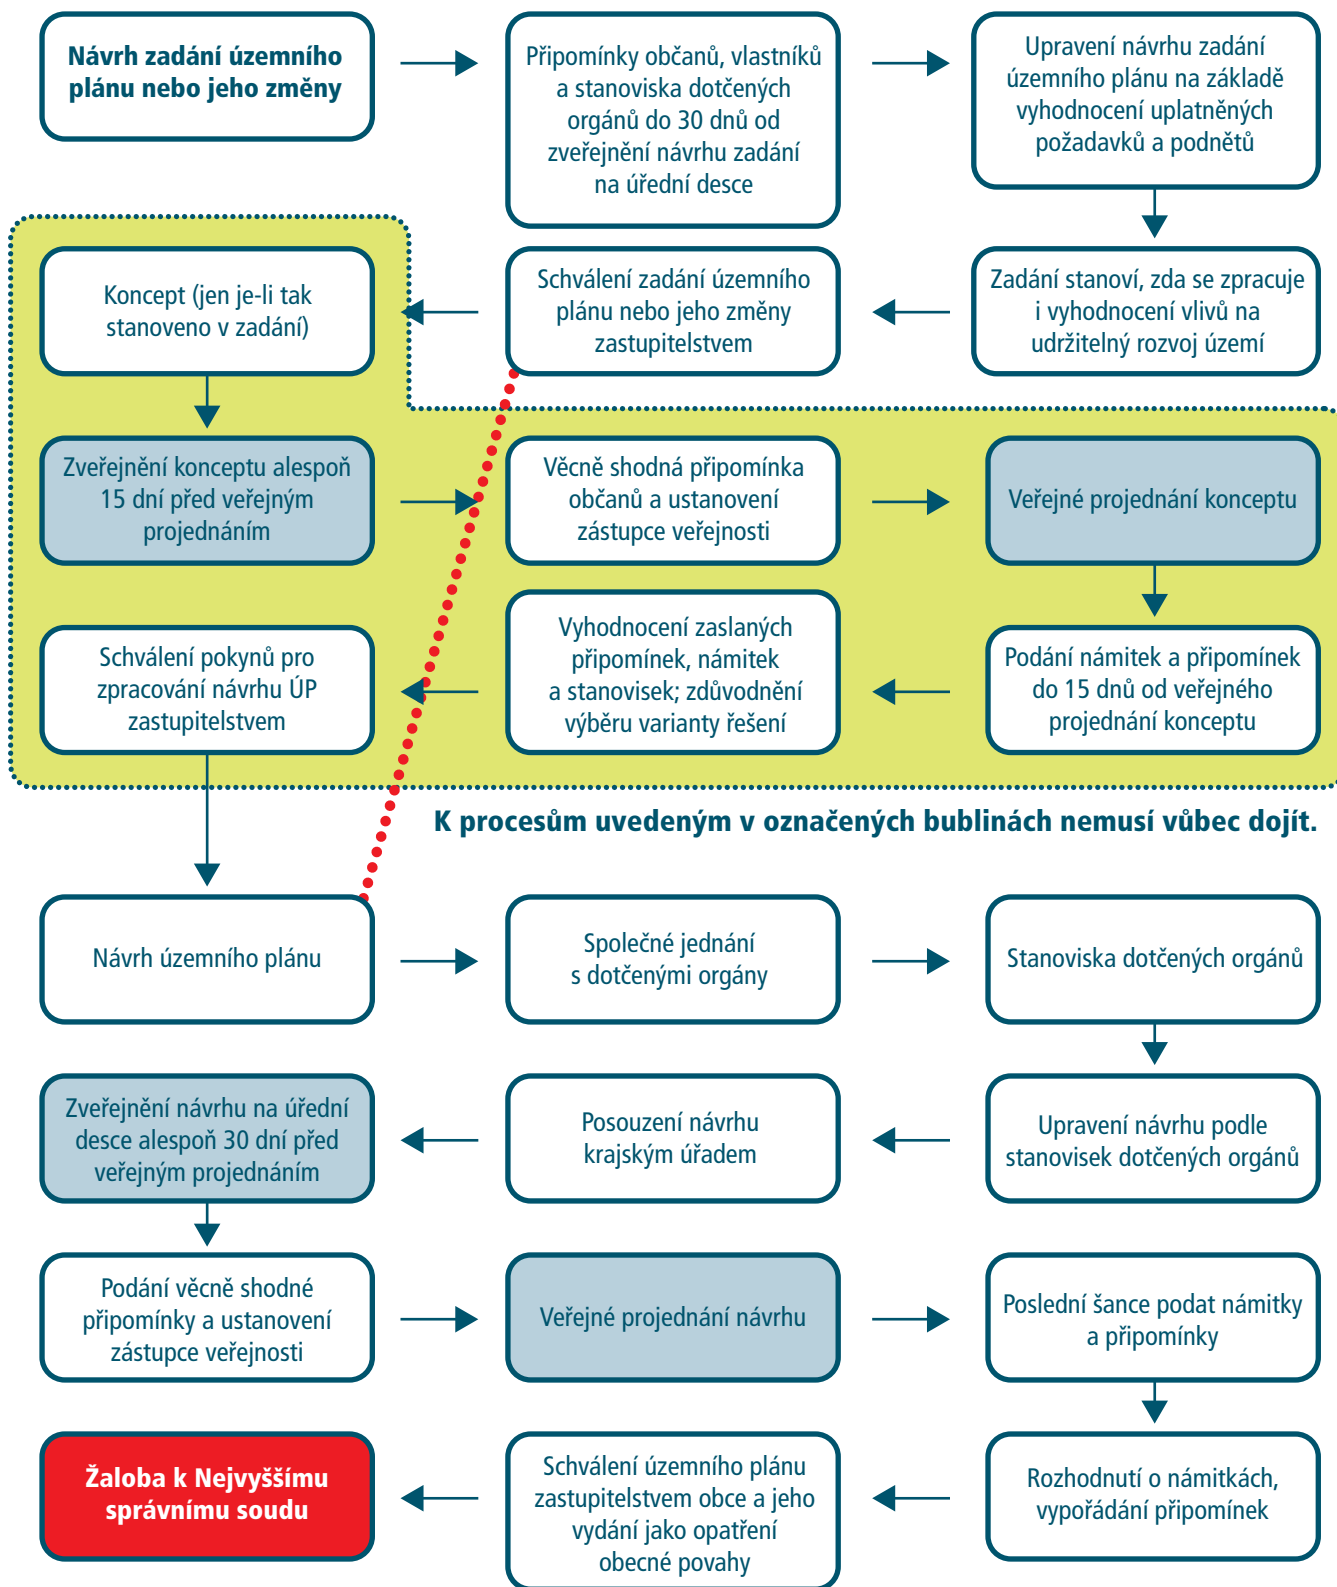 Návrh zadání územního
plánu nebo jeho změny
Připomínky občanů, vlastníků
a stanoviska dotčených
orgánů do 30 dnů od
zveřejnění návrhu zadání
na úřední desce
Upravení návrhu zadání
územního plánu na základě
vyhodnocení uplatněných
požadavků a podnětů
Zadání stanoví, zda se zpracuje
i vyhodnocení vlivů na
udržitelný rozvoj území
Schválení zadání územního
plánu nebo jeho změny
zastupitelstvem
Koncept (jen je-li tak
stanoveno v zadání)
Zveřejnění konceptu alespoň
15 dní před veřejným
projednáním
Věcně shodná připomínka
občanů a ustanovení
zástupce veřejnosti
Veřejné projednání konceptu
Podání námitek a připomínek
do 15 dnů od veřejného
projednání konceptu
Vyhodnocení zaslaných
připomínek, námitek
a stanovisek; zdůvodnění
výběru varianty řešení
Schválení pokynů pro
zpracování návrhu ÚP
zastupitelstvem
K procesům uvedeným v označených bublinách nemusí vůbec dojít.
Návrh územního plánu
Společné jednání
s dotčenými orgány
Stanoviska dotčených orgánů
Upravení návrhu podle
stanovisek dotčených orgánů
Posouzení návrhu
krajským úřadem
Zveřejnění návrhu na úřední
desce alespoň 30 dní před
veřejným projednáním
Podání věcně shodné
připomínky a ustanovení
zástupce veřejnosti
Veřejné projednání návrhu
Poslední šance podat námitky
a připomínky
Rozhodnutí o námitkách,
vypořádání připomínek
Schválení územního plánu
zastupitelstvem obce a jeho
vydání jako opatření
obecné povahy
Žaloba k Nejvyššímu
správnímu soudu